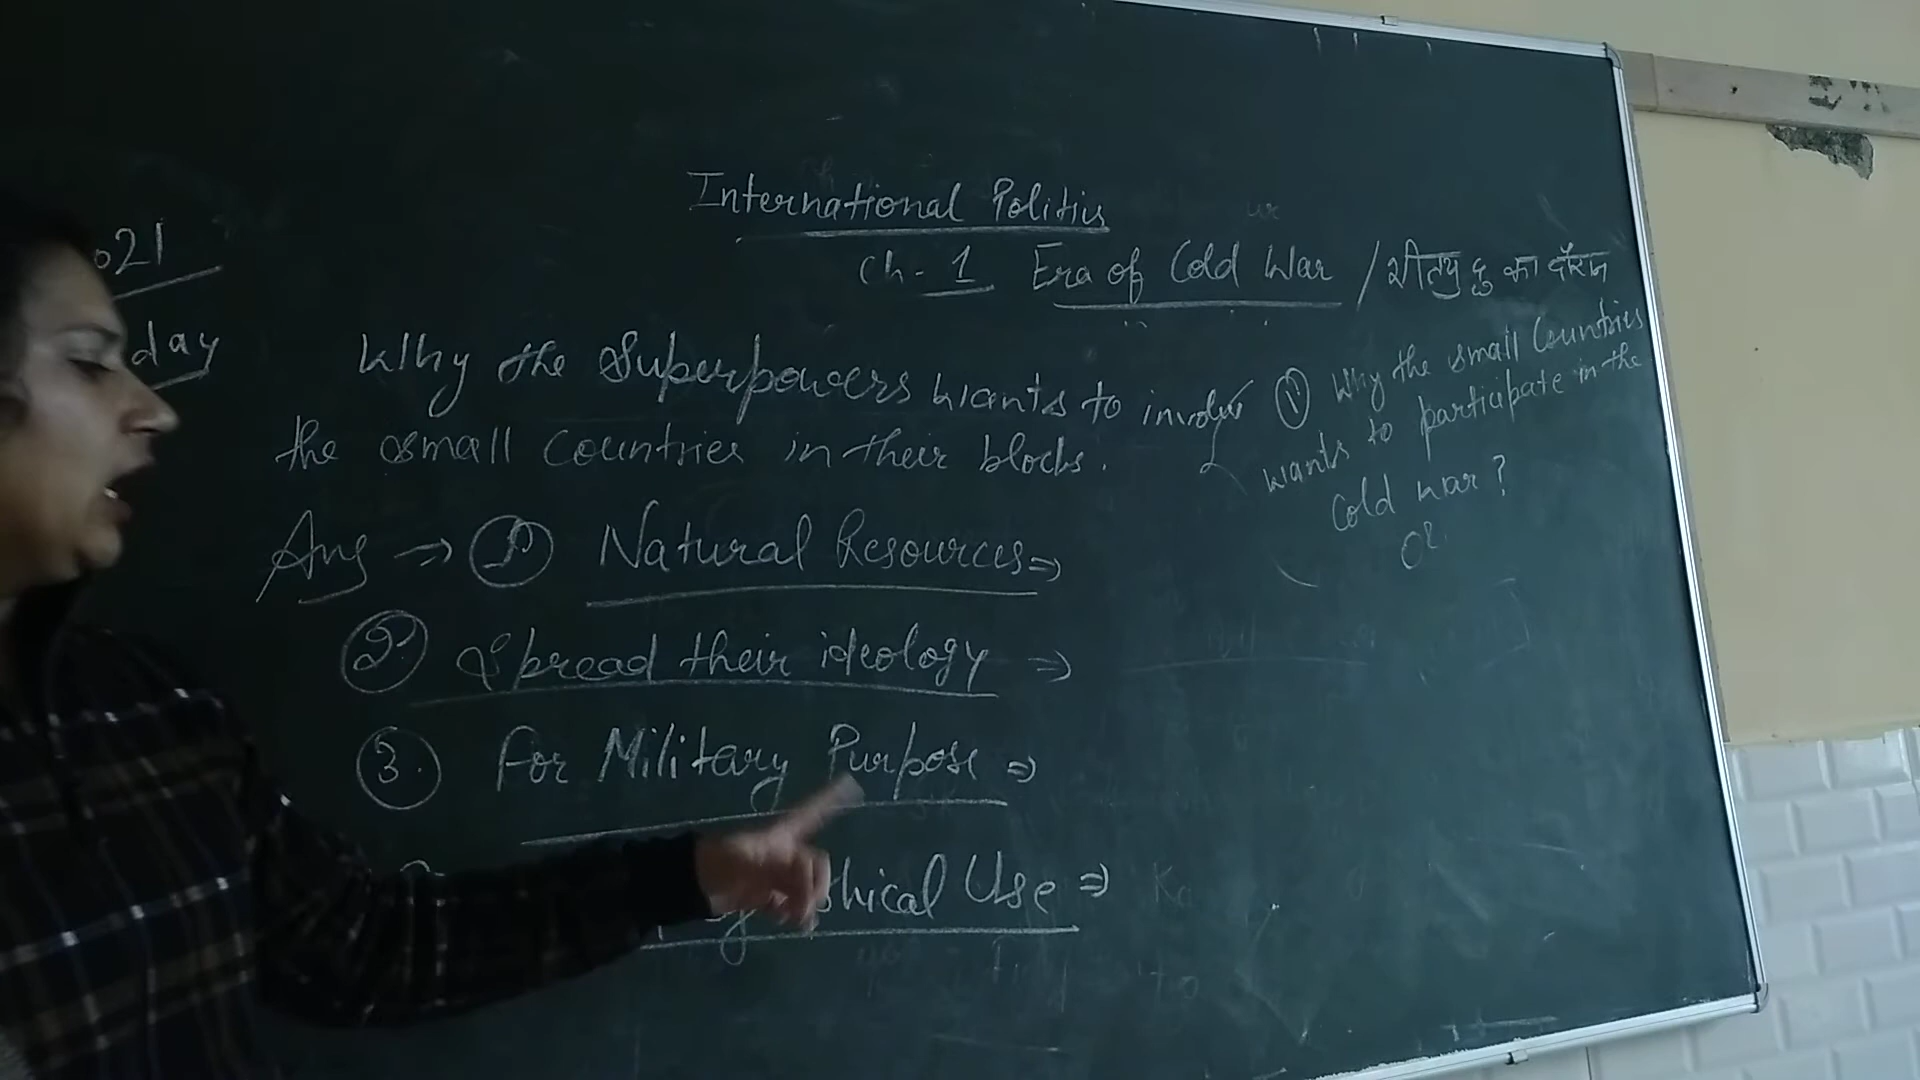 021
day
International Politics
Ch-1 Era of Cold War / शीतयुद्ध का दौर
Why the Superpowers wants to involve
the small Countries in their blocks.
Ans ⇒ 1. Natural Resources ⇒
2. Spread their ideology ⇒
3. For Military Purpose ⇒
hical Use ⇒
① Why the small Countries
wants to participate in the
Cold War?
OR